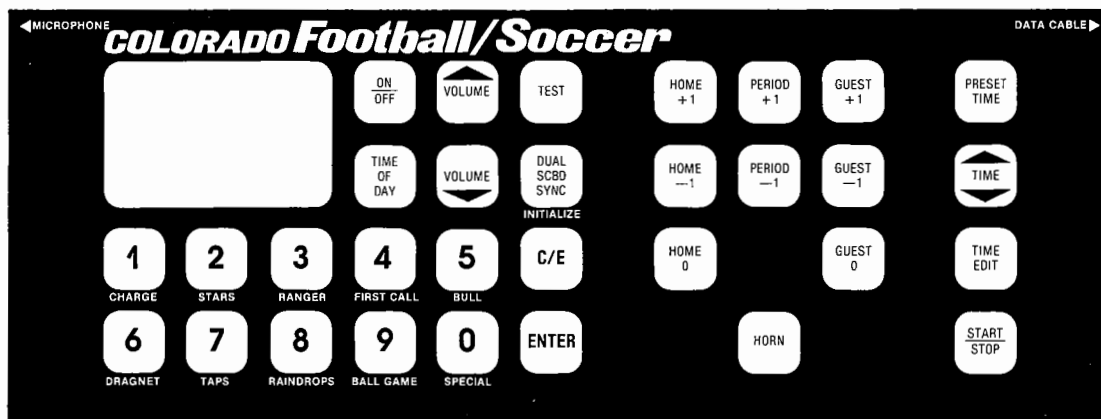 ◀MICROPHONE
DATA CABLE▶
COLORADO Football/Soccer
ON
OFF
VOLUME
TEST
HOME
+1
PERIOD
+1
GUEST
+1
PRESET
TIME
TIME
OF
DAY
VOLUME
DUAL
SCBD
SYNC
INITIALIZE
HOME
—1
PERIOD
—1
GUEST
—1
TIME
1
CHARGE
2
STARS
3
RANGER
4
FIRST CALL
5
BULL
C/E
HOME
0
GUEST
0
TIME
EDIT
6
DRAGNET
7
TAPS
8
RAINDROPS
9
BALL GAME
0
SPECIAL
ENTER
HORN
START
STOP